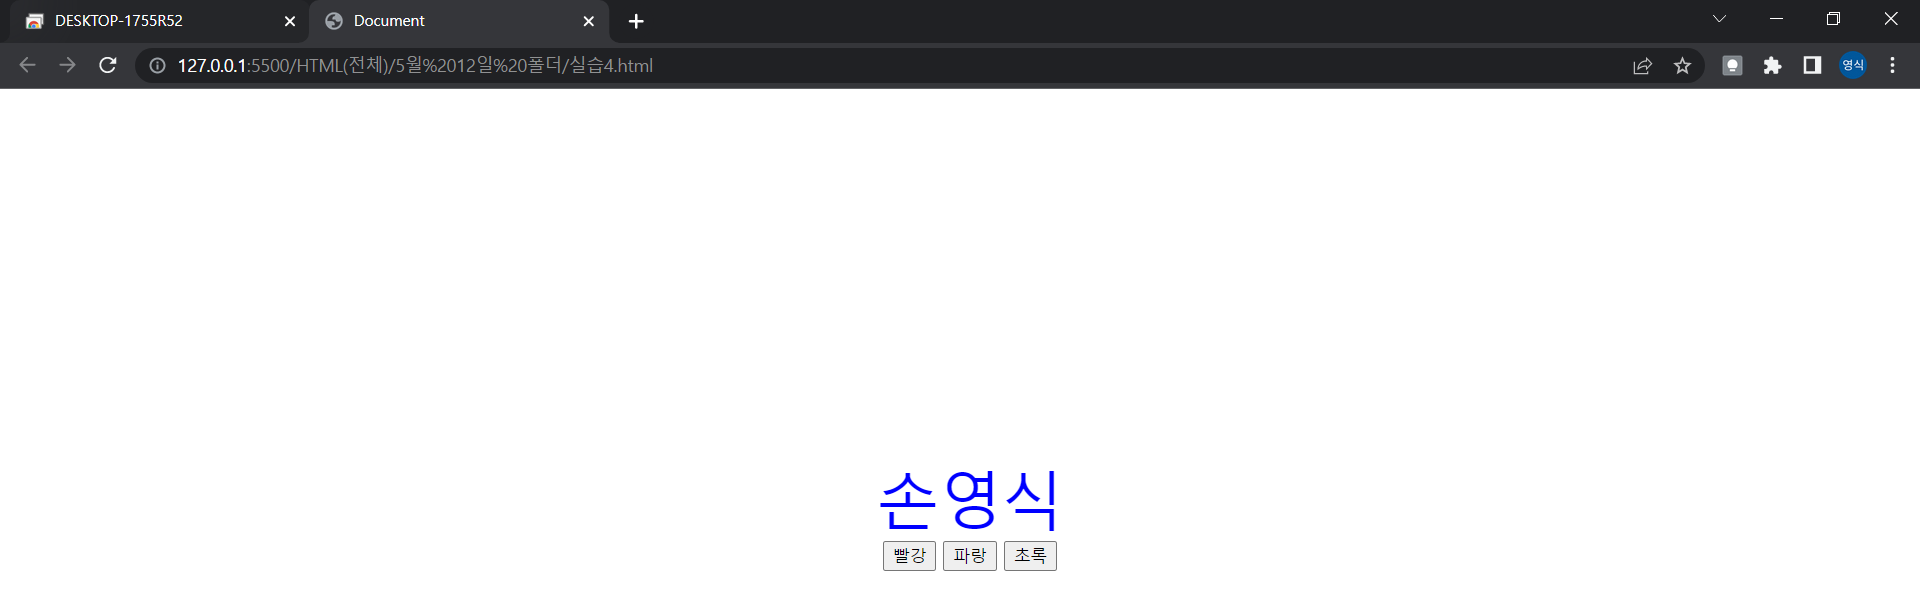 DESKTOP-1755R52
Document
127.0.0.1:5500/HTML(전체)/5월%2012일%20폴더/실습4.html
영식
손영식
빨강 파랑 초록